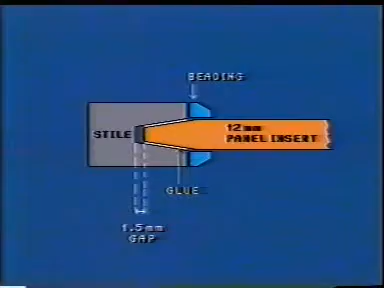 BEADING
STILE
12mm
PANEL INSERT
GLUE
1.5mm
GAP